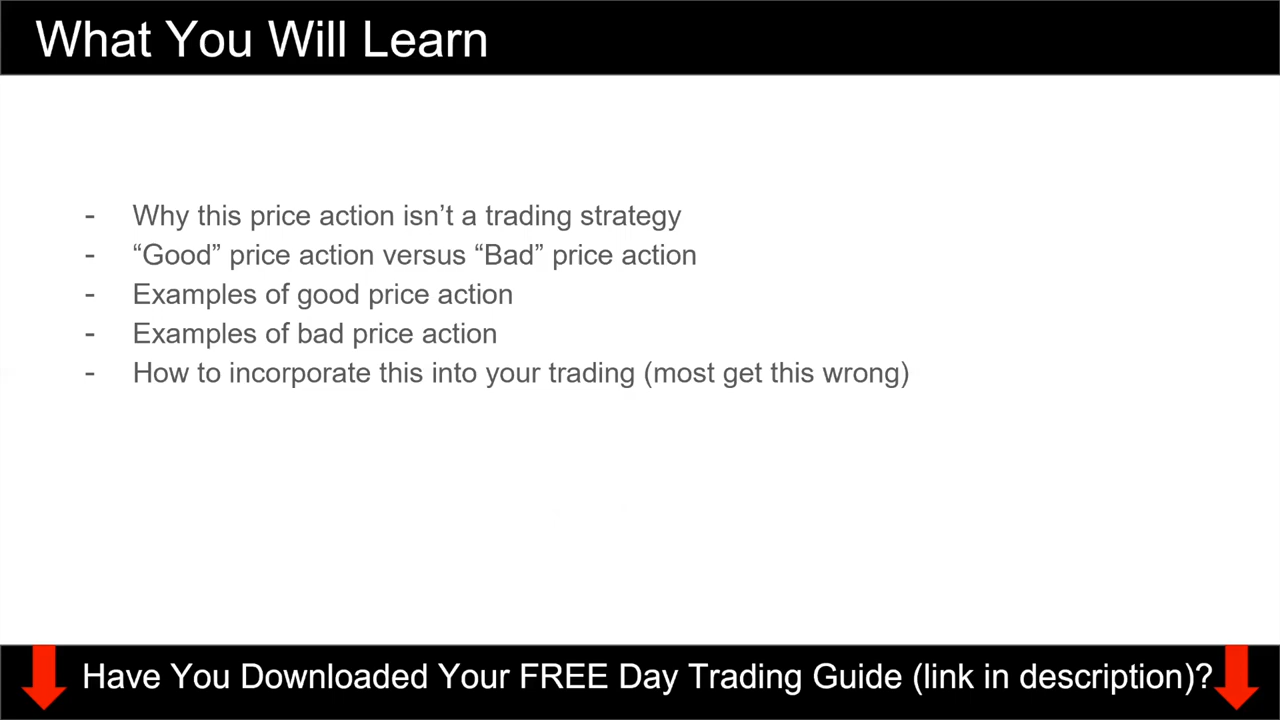 What You Will Learn
- Why this price action isn’t a trading strategy
- “Good” price action versus “Bad” price action
- Examples of good price action
- Examples of bad price action
- How to incorporate this into your trading (most get this wrong)
Have You Downloaded Your FREE Day Trading Guide (link in description)?